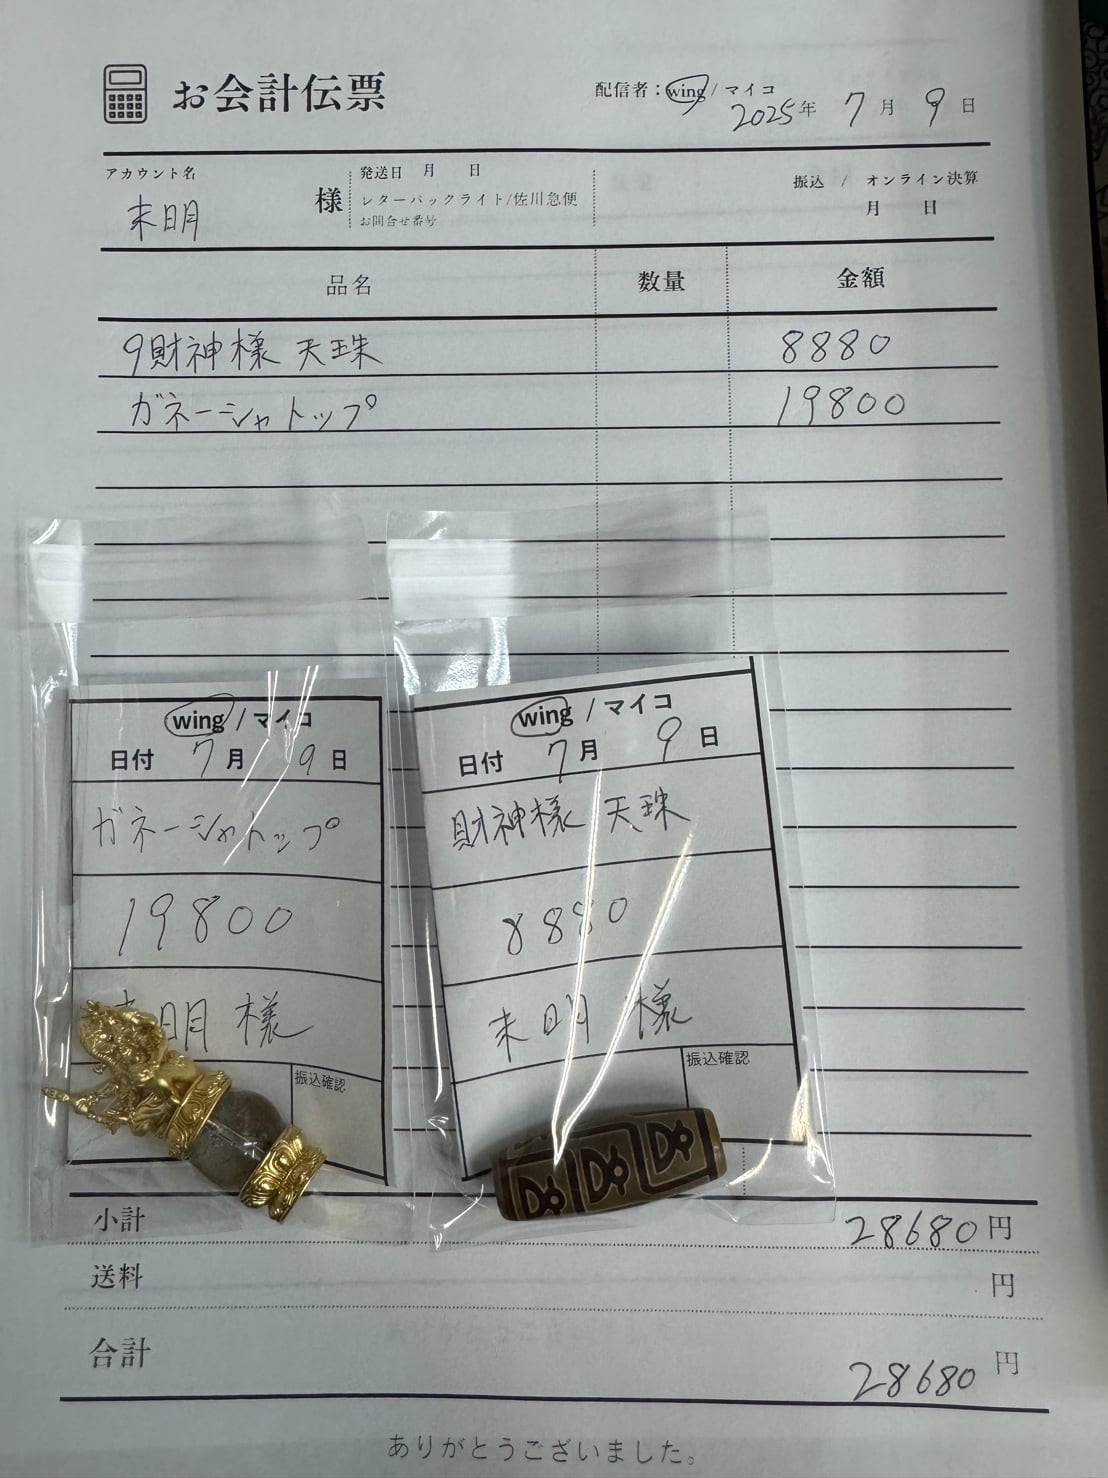 お会計伝票
配信者：wing / マイコ
2025年 7月 9日
アカウント名
未明 様
発送日 月 日
レターパックライト/佐川急便
お問合せ番号
振込 / オンライン決算
月 日
品名 数量 金額
9財神様 天珠 8880
ガネーシャトップ 19800
wing / マイコ
日付 7月 9日
ガネーシャトップ
19800
未明 様
振込確認
wing / マイコ
日付 7月 9日
財神様 天珠
8880
未明 様
振込確認
小計 28680円
送料 円
合計 28680円
ありがとうございました。